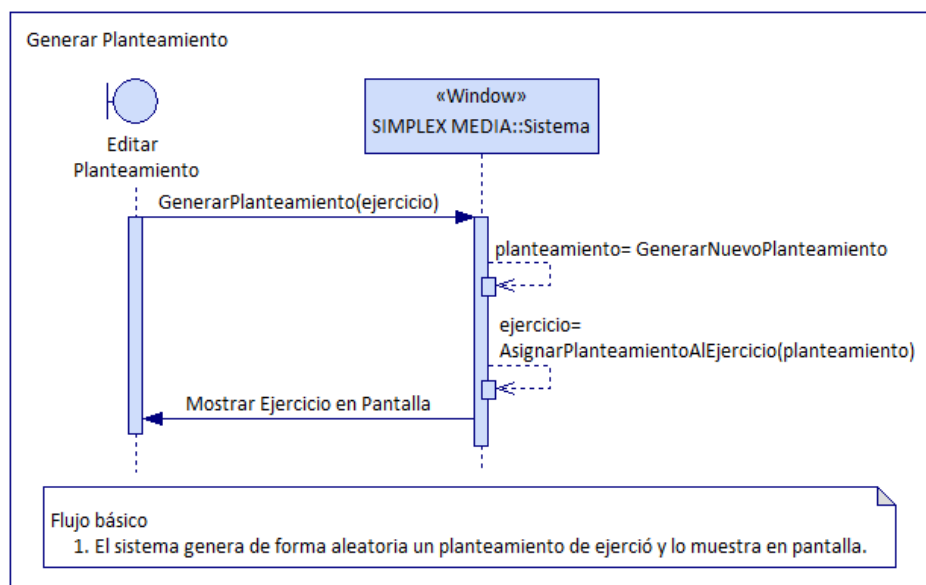 Generar Planteamiento
«Window»
SIMPLEX MEDIA::Sistema
Editar
Planteamiento
GenerarPlanteamiento(ejercicio)
planteamiento= GenerarNuevoPlanteamiento
ejercicio=
AsignarPlanteamientoAlEjercicio(planteamiento)
Mostrar Ejercicio en Pantalla
Flujo básico
1. El sistema genera de forma aleatoria un planteamiento de ejerció y lo muestra en pantalla.